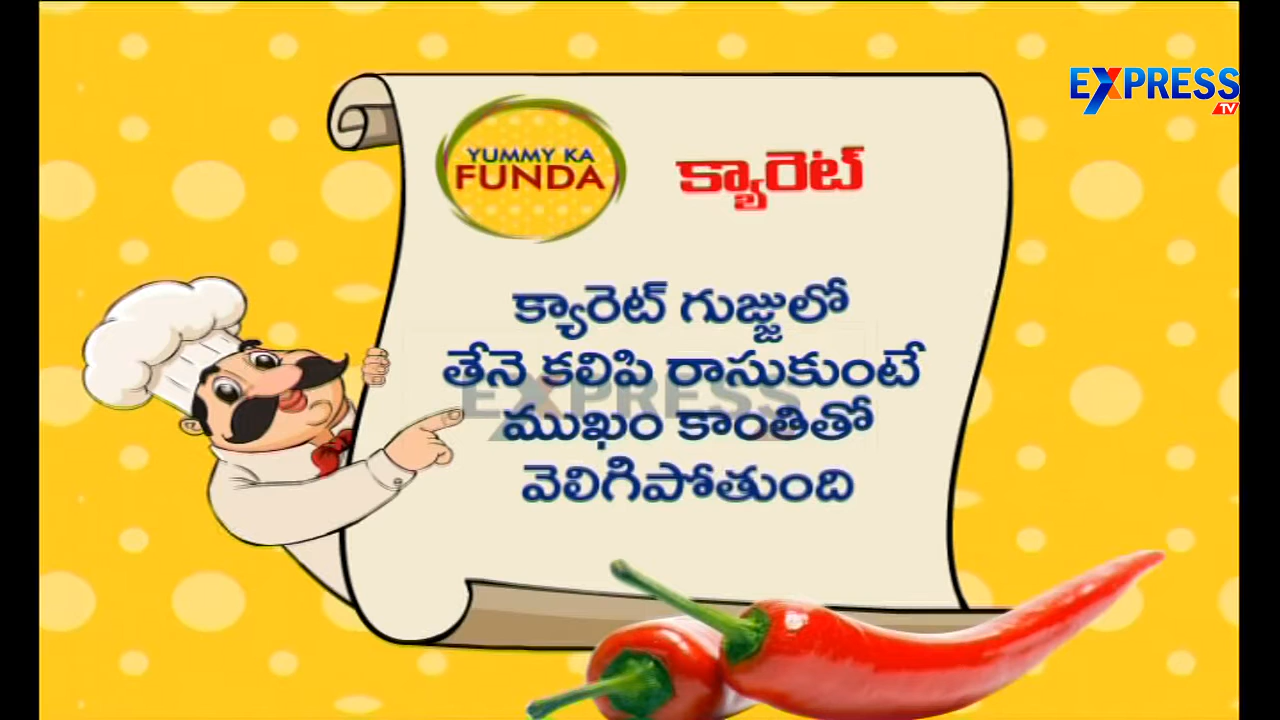 EXPRESS
TV
YUMMY KA
FUNDA
క్యారెట్
క్యారెట్ గుజ్జులో
తేనె కలిపి రాసుకుంటే
EXPRESS
ముఖం కాంతితో
వెలిగిపోతుంది